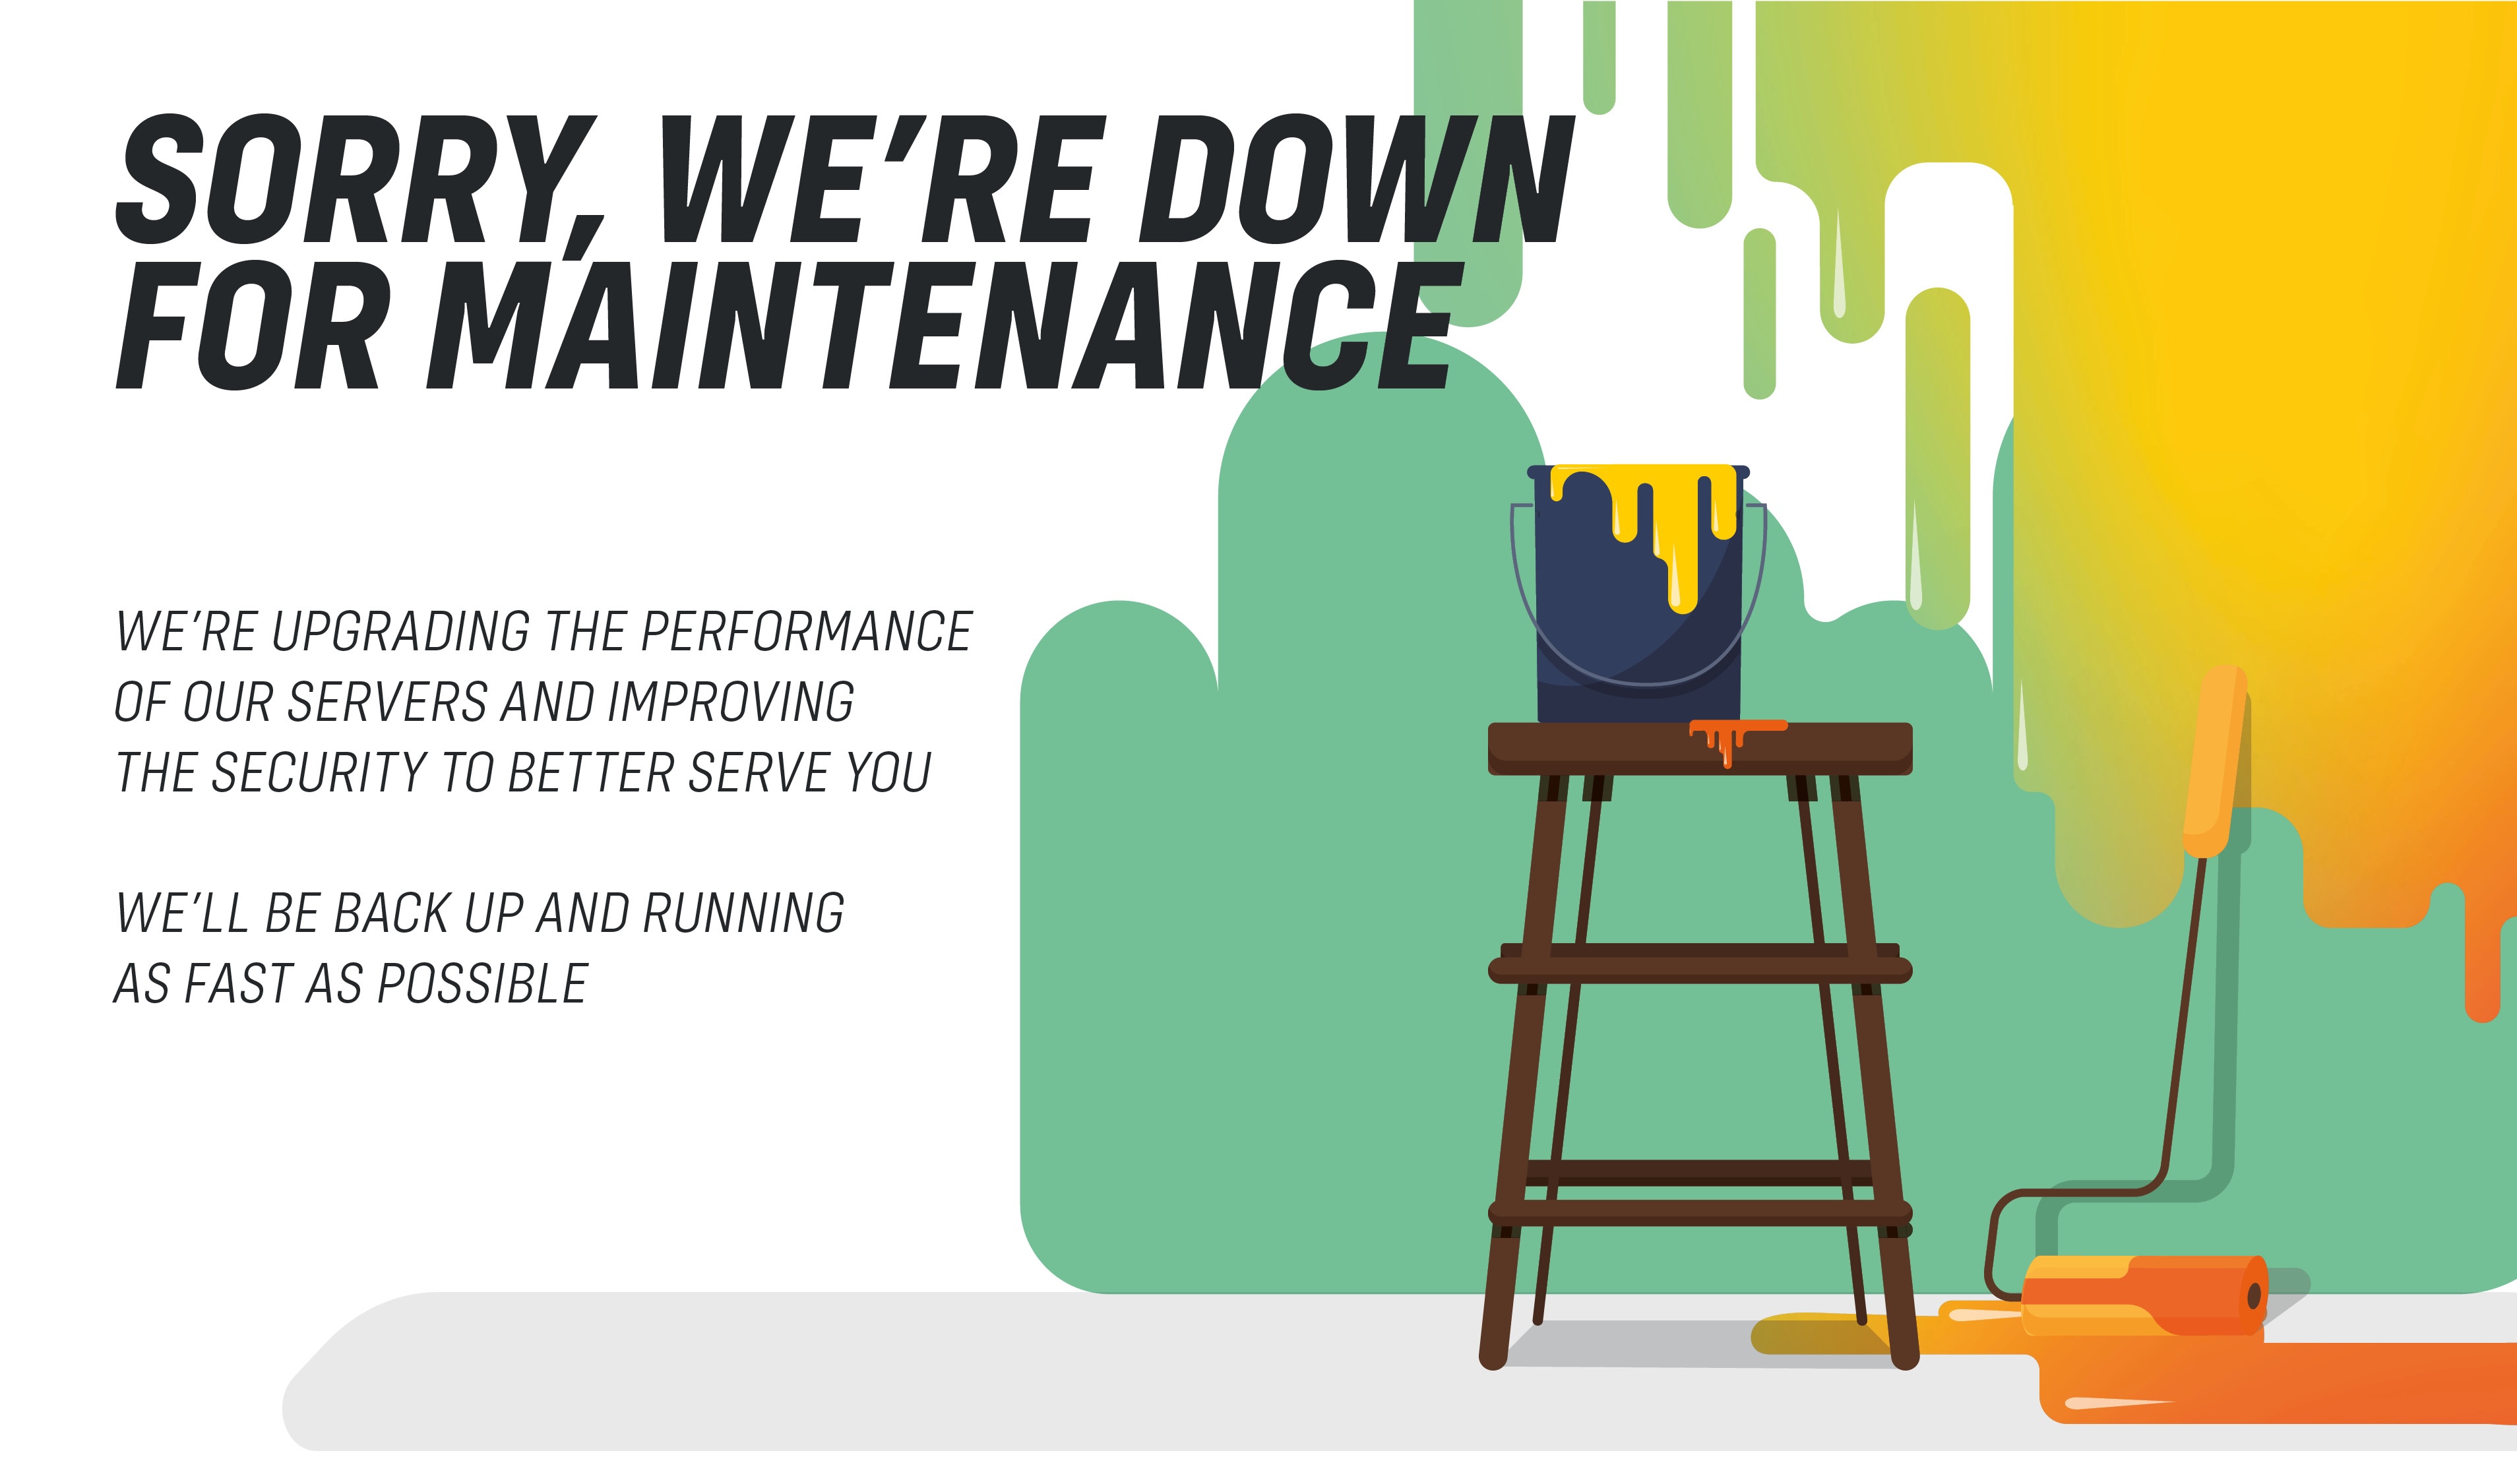 SORRY, WE’RE DOWN
FOR MAINTENANCE
WE’RE UPGRADING THE PERFORMANCE
OF OUR SERVERS AND IMPROVING
THE SECURITY TO BETTER SERVE YOU
WE’LL BE BACK UP AND RUNNING
AS FAST AS POSSIBLE